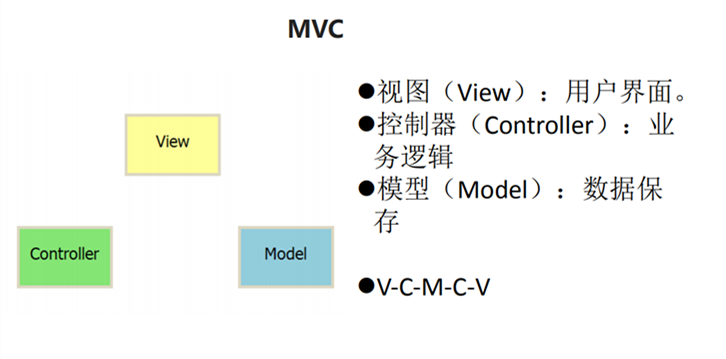 MVC
View
Controller
Model
●视图（View）：用户界面。
●控制器（Controller）：业
务逻辑
●模型（Model）：数据保
存
●V-C-M-C-V